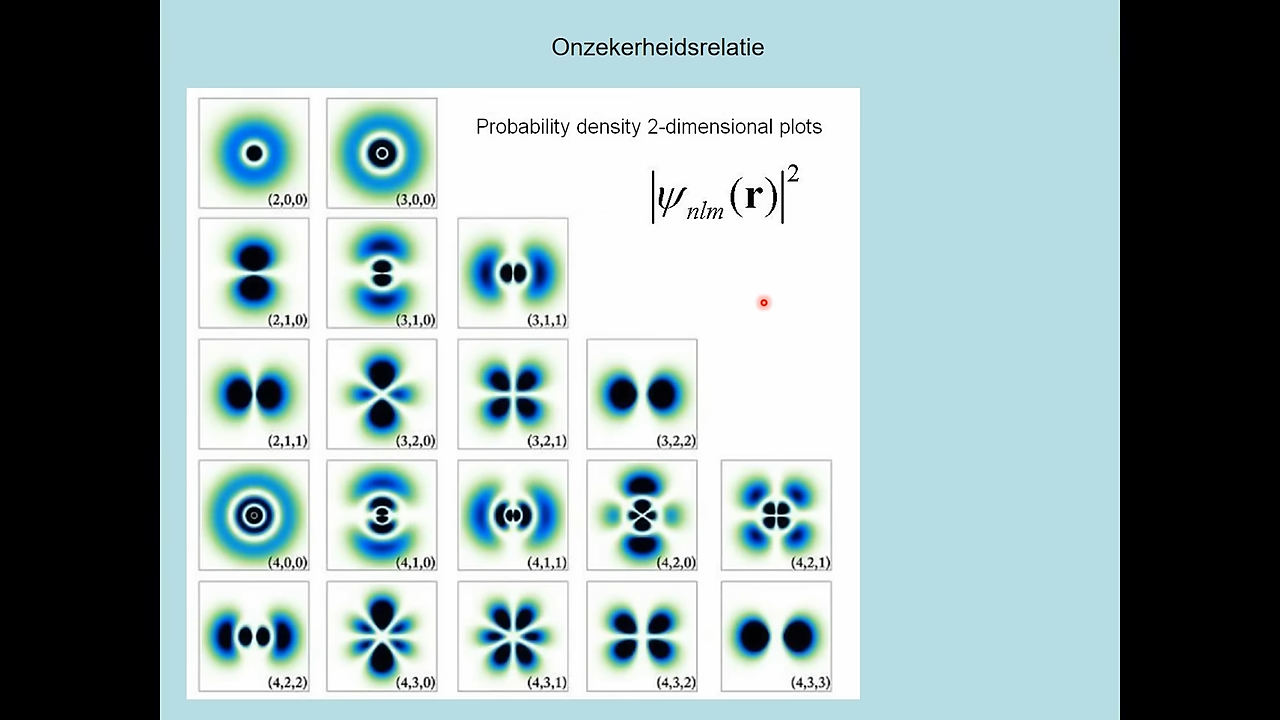 Onzekerheidsrelatie
Probability density 2-dimensional plots
|ψnlm(r)|²
(2,0,0) (3,0,0)
(2,1,0) (3,1,0) (3,1,1)
(2,1,1) (3,2,0) (3,2,1) (3,2,2)
(4,0,0) (4,1,0) (4,1,1) (4,2,0) (4,2,1)
(4,2,2) (4,3,0) (4,3,1) (4,3,2) (4,3,3)